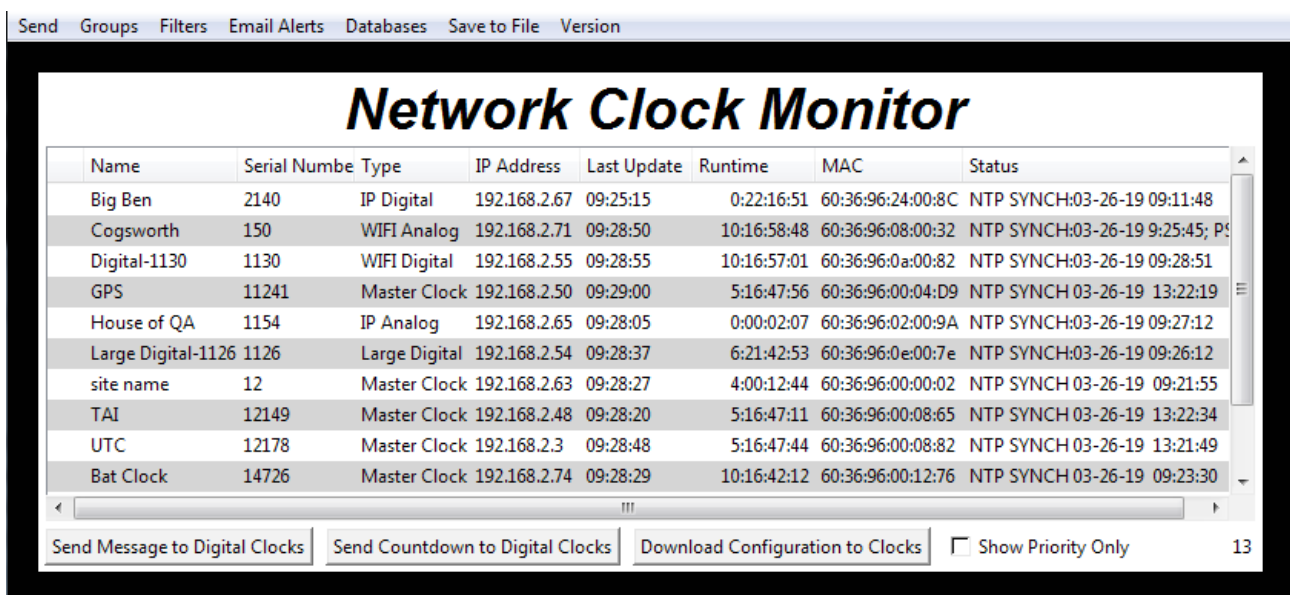 Send Groups Filters Email Alerts Databases Save to File Version
Network Clock Monitor
Name Serial Numbe Type IP Address Last Update Runtime MAC Status
Big Ben 2140 IP Digital 192.168.2.67 09:25:15 0:22:16:51 60:36:96:24:00:8C NTP SYNCH:03-26-19 09:11:48
Cogsworth 150 WIFI Analog 192.168.2.71 09:28:50 10:16:58:48 60:36:96:08:00:32 NTP SYNCH:03-26-19 9:25:45; PS
Digital-1130 1130 WIFI Digital 192.168.2.55 09:28:55 10:16:57:01 60:36:96:0a:00:82 NTP SYNCH:03-26-19 09:28:51
GPS 11241 Master Clock 192.168.2.50 09:29:00 5:16:47:56 60:36:96:00:04:D9 NTP SYNCH 03-26-19 13:22:19
House of QA 1154 IP Analog 192.168.2.65 09:28:05 0:00:02:07 60:36:96:02:00:9A NTP SYNCH:03-26-19 09:27:12
Large Digital-1126 1126 Large Digital 192.168.2.54 09:28:37 6:21:42:53 60:36:96:0e:00:7e NTP SYNCH:03-26-19 09:26:12
site name 12 Master Clock 192.168.2.63 09:28:27 4:00:12:44 60:36:96:00:00:02 NTP SYNCH 03-26-19 09:21:55
TAI 12149 Master Clock 192.168.2.48 09:28:20 5:16:47:11 60:36:96:00:08:65 NTP SYNCH 03-26-19 13:22:34
UTC 12178 Master Clock 192.168.2.3 09:28:48 5:16:47:44 60:36:96:00:08:82 NTP SYNCH 03-26-19 13:21:49
Bat Clock 14726 Master Clock 192.168.2.74 09:28:29 10:16:42:12 60:36:96:00:12:76 NTP SYNCH 03-26-19 09:23:30
Send Message to Digital Clocks Send Countdown to Digital Clocks Download Configuration to Clocks Show Priority Only 13